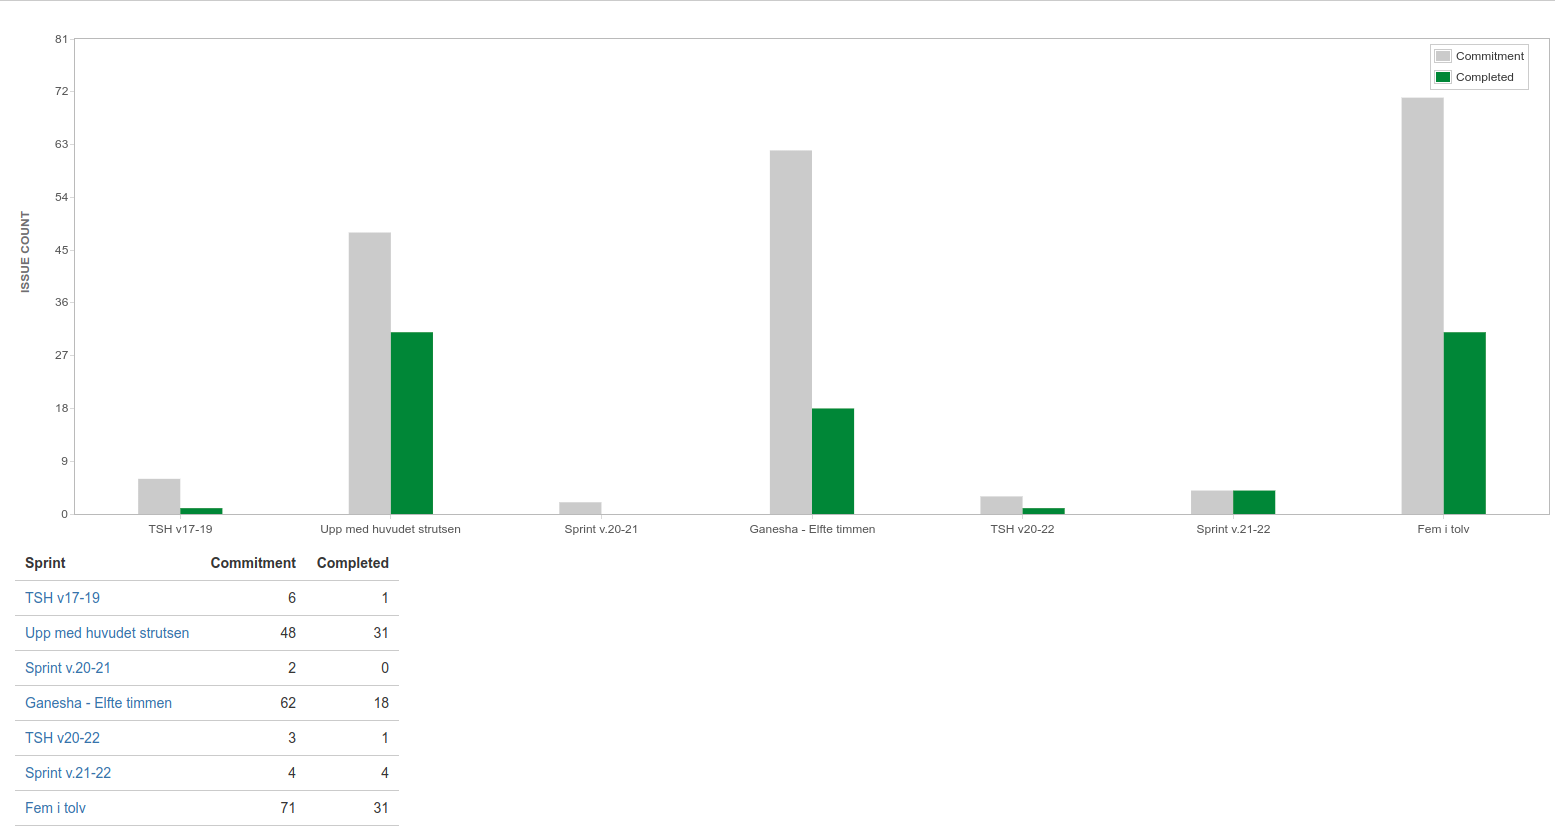 81
72
63
54
45
36
27
18
9
0
ISSUE COUNT
Commitment
Completed
TSH v17-19 Upp med huvudet strutsen Sprint v.20-21 Ganesha - Elfte timmen TSH v20-22 Sprint v.21-22 Fem i tolv
Sprint Commitment Completed
TSH v17-19 6 1
Upp med huvudet strutsen 48 31
Sprint v.20-21 2 0
Ganesha - Elfte timmen 62 18
TSH v20-22 3 1
Sprint v.21-22 4 4
Fem i tolv 71 31